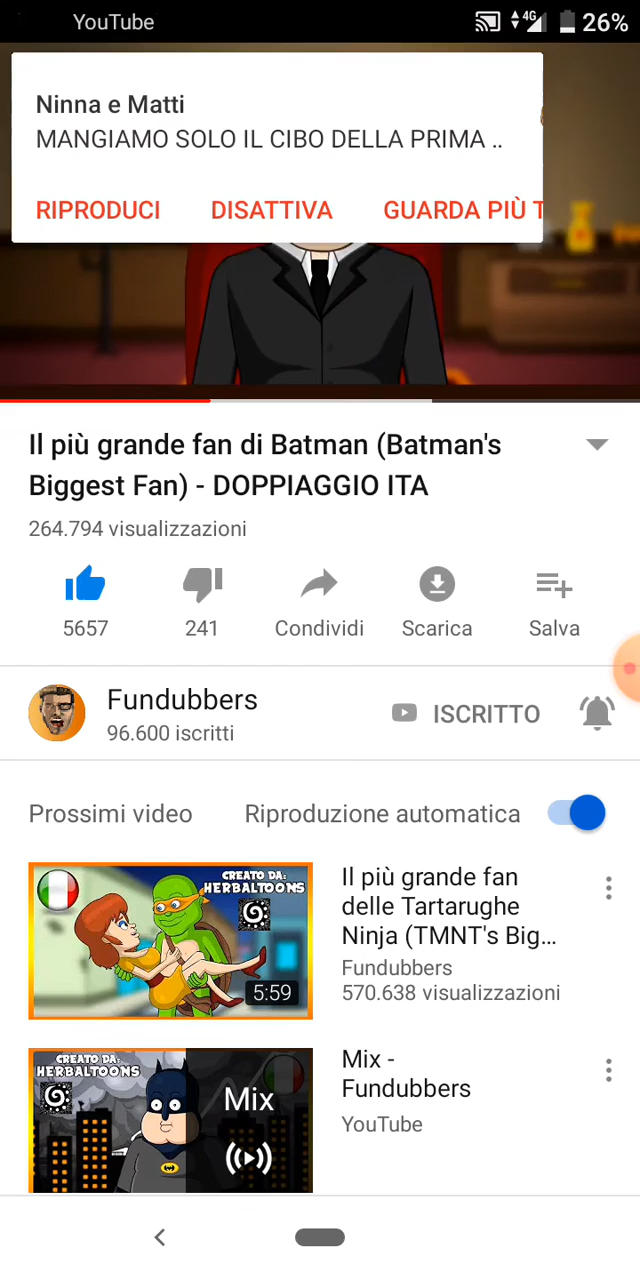 YouTube
4G
26%
Ninna e Matti
MANGIAMO SOLO IL CIBO DELLA PRIMA ..
RIPRODUCI DISATTIVA GUARDA PIÙ T
Il più grande fan di Batman (Batman's
Biggest Fan) - DOPPIAGGIO ITA
264.794 visualizzazioni
5657 241 Condividi Scarica Salva
Fundubbers
96.600 iscritti
ISCRITTO
Prossimi video Riproduzione automatica
CREATO DA:
HERBALTOONS
5:59
Il più grande fan
delle Tartarughe
Ninja (TMNT's Big...
Fundubbers
570.638 visualizzazioni
CREATO DA:
HERBALTOONS
Mix
Mix -
Fundubbers
YouTube